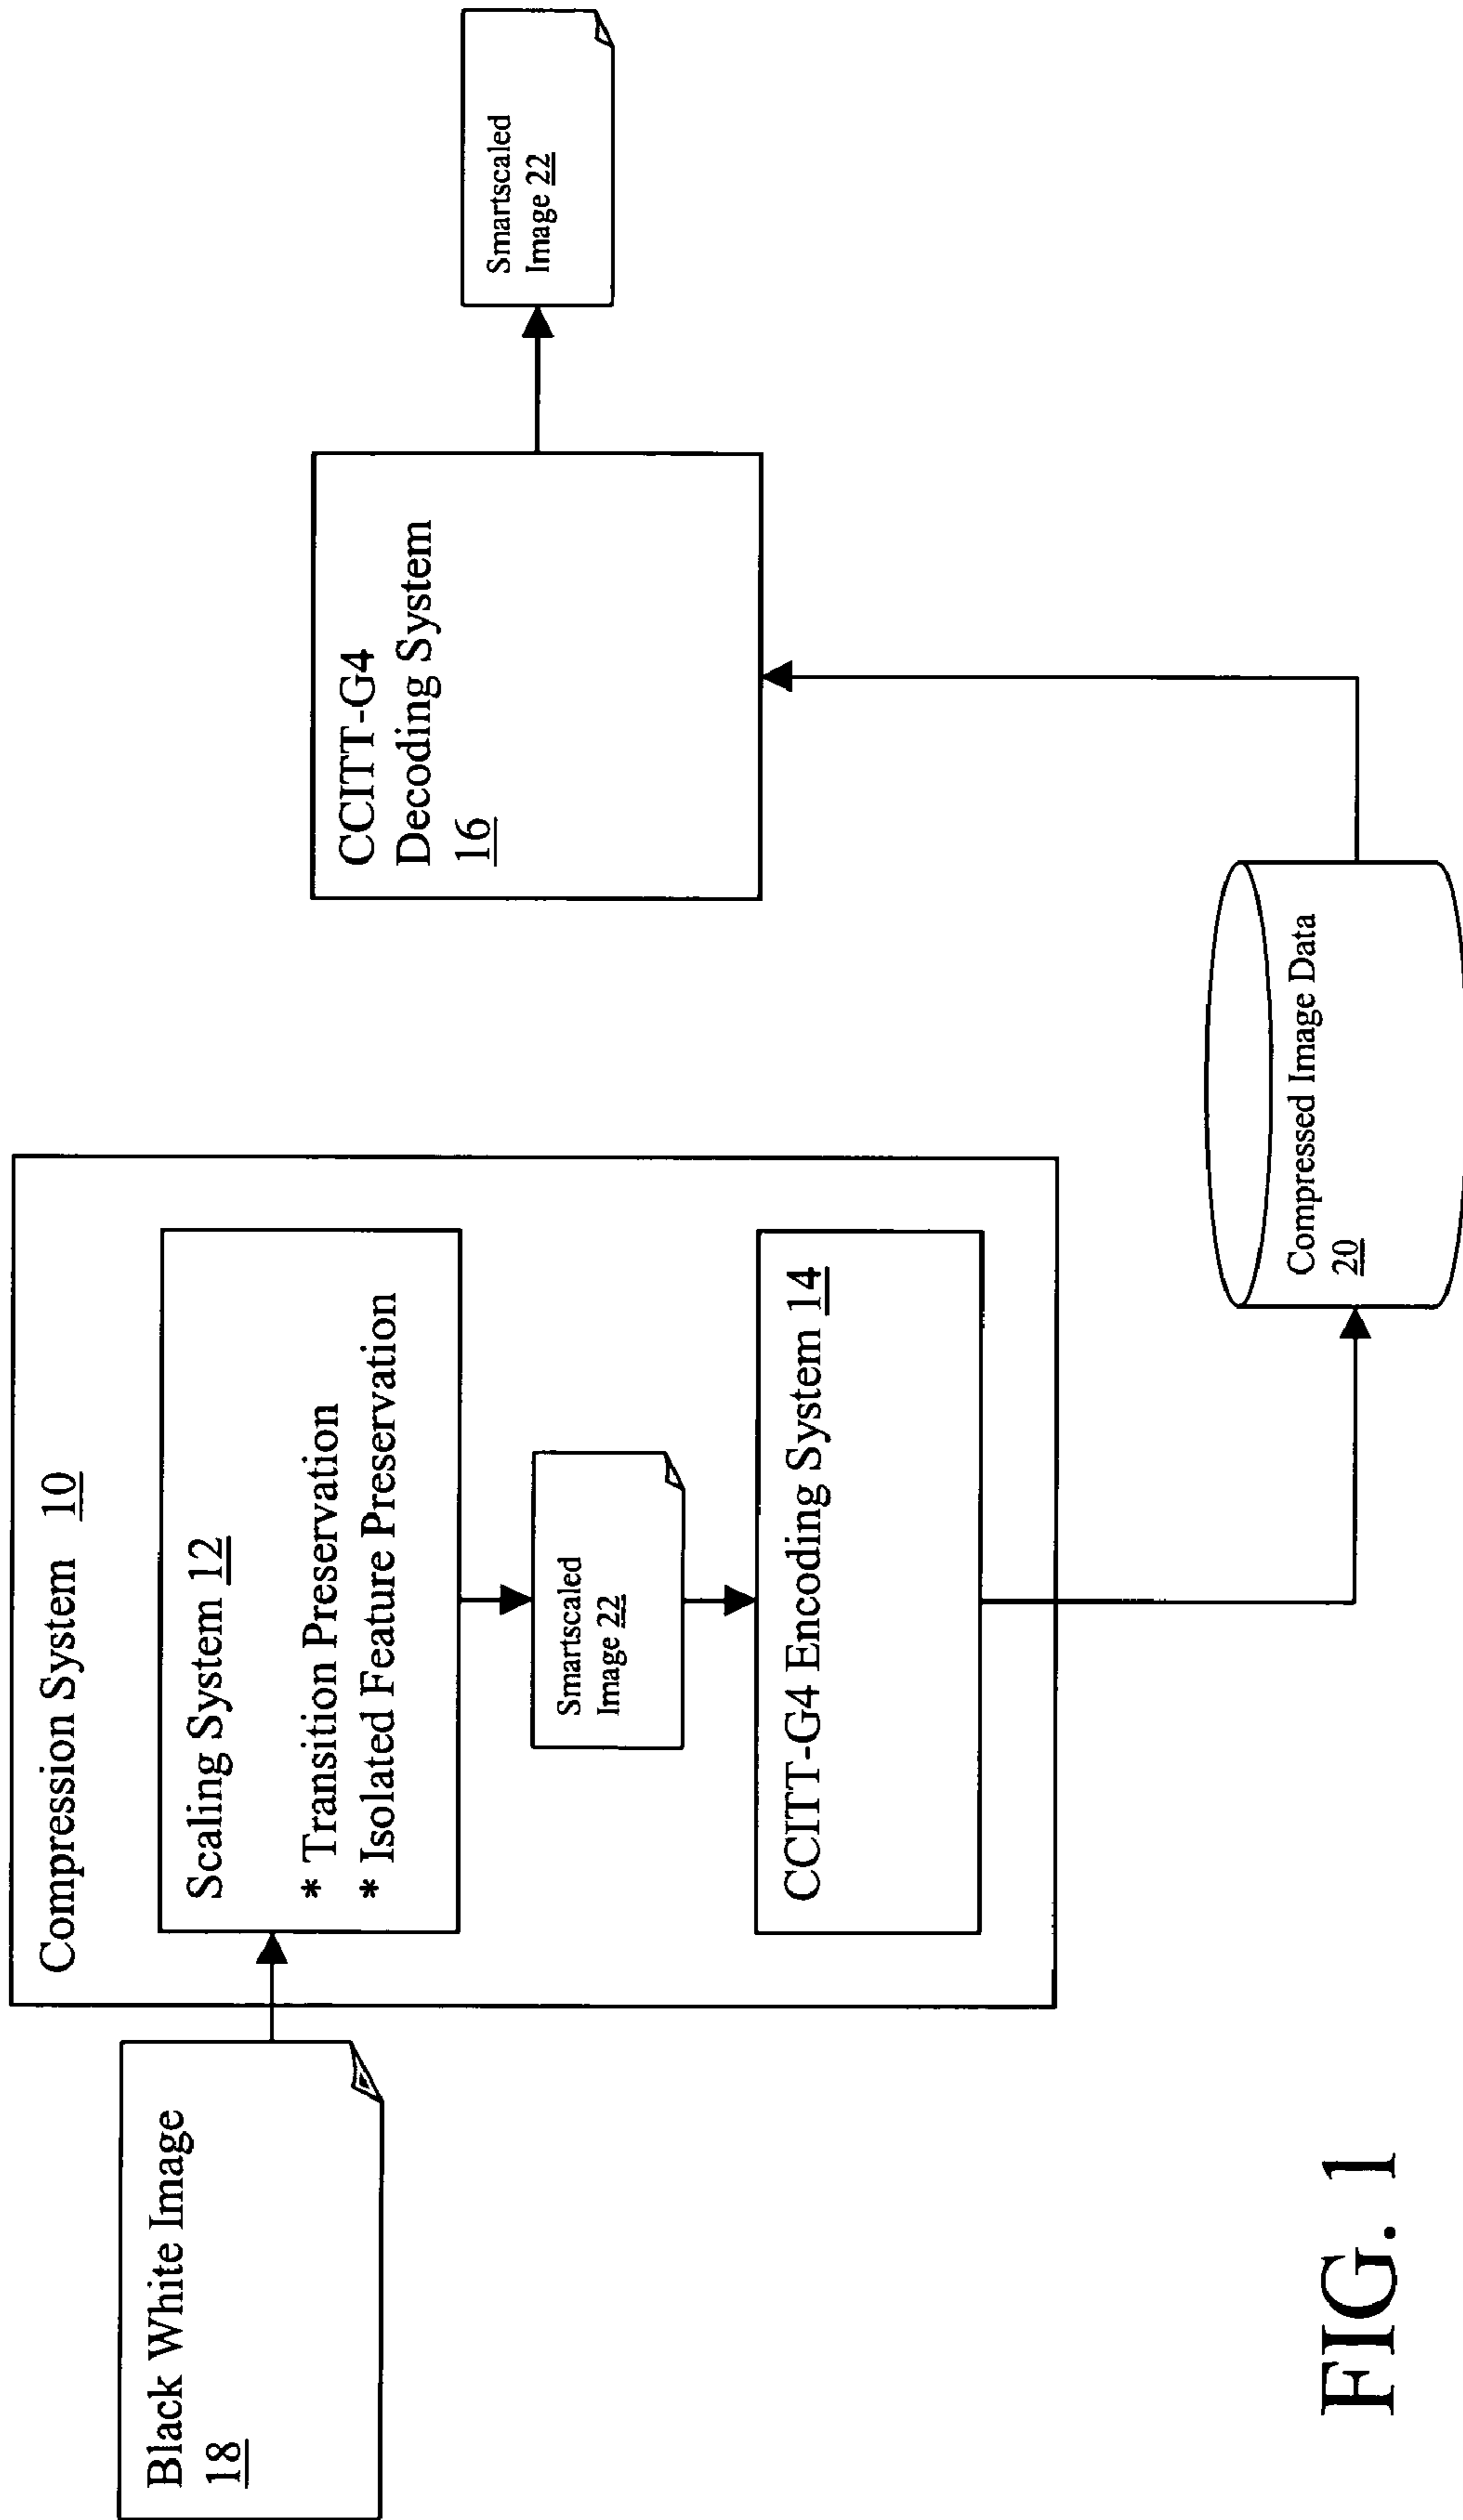 Black White Image
18
Compression System 10
Scaling System 12
* Transition Preservation
* Isolated Feature Preservation
Smartscaled
Image 22
CCITT-G4 Encoding System 14
Compressed Image Data
20
CCITT-G4
Decoding System
16
Smartscaled
Image 22
FIG. 1